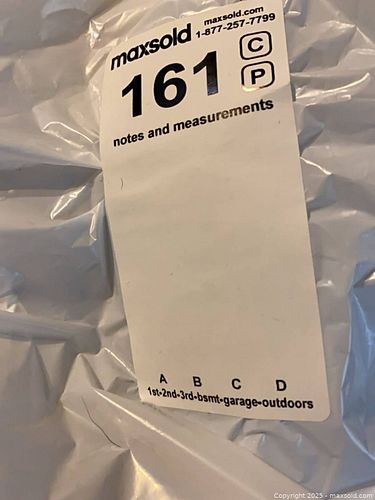 maxsold
maxsold.com
1-877-257-7799
161
C
P
notes and measurements
A B C D
1st-2nd-3rd-bsmt-garage-outdoors
Copyright 2025 - maxsold.com